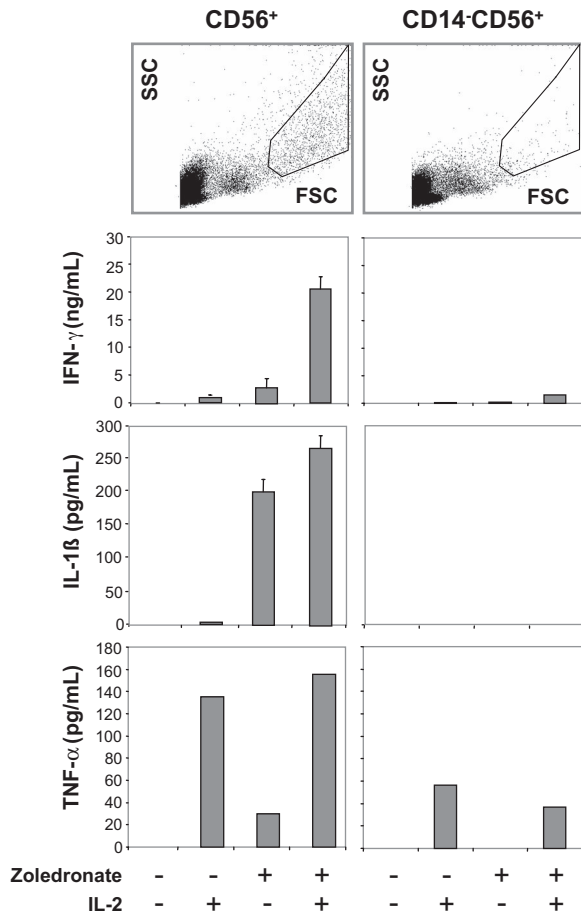 CD56⁺
CD14⁻CD56⁺
SSC
FSC
SSC
FSC
IFN-γ (ng/mL)
30
25
20
15
10
5
0
IL-1ß (pg/mL)
300
250
200
150
100
50
0
TNF-α (pg/mL)
180
160
140
120
100
80
60
40
20
0
Zoledronate - - + + - - + +
IL-2 - + - + - + - +